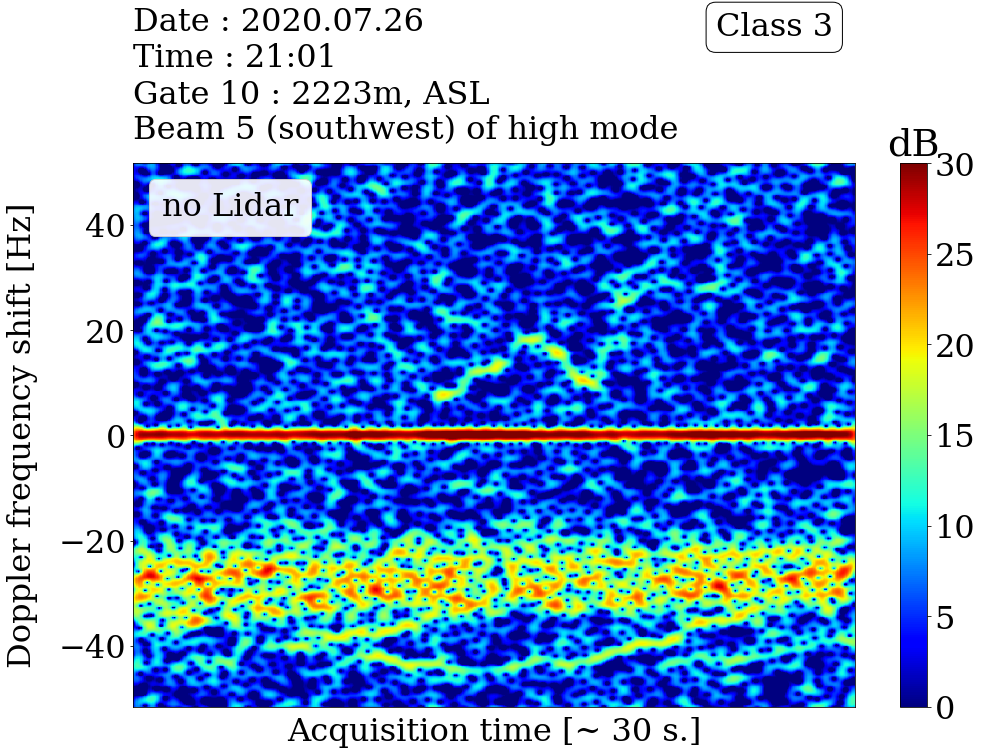 Date : 2020.07.26
Time : 21:01
Gate 10 : 2223m, ASL
Beam 5 (southwest) of high mode
Class 3
no Lidar
Doppler frequency shift [Hz]
40
20
0
−20
−40
Acquisition time [~ 30 s.]
dB
30
25
20
15
10
5
0